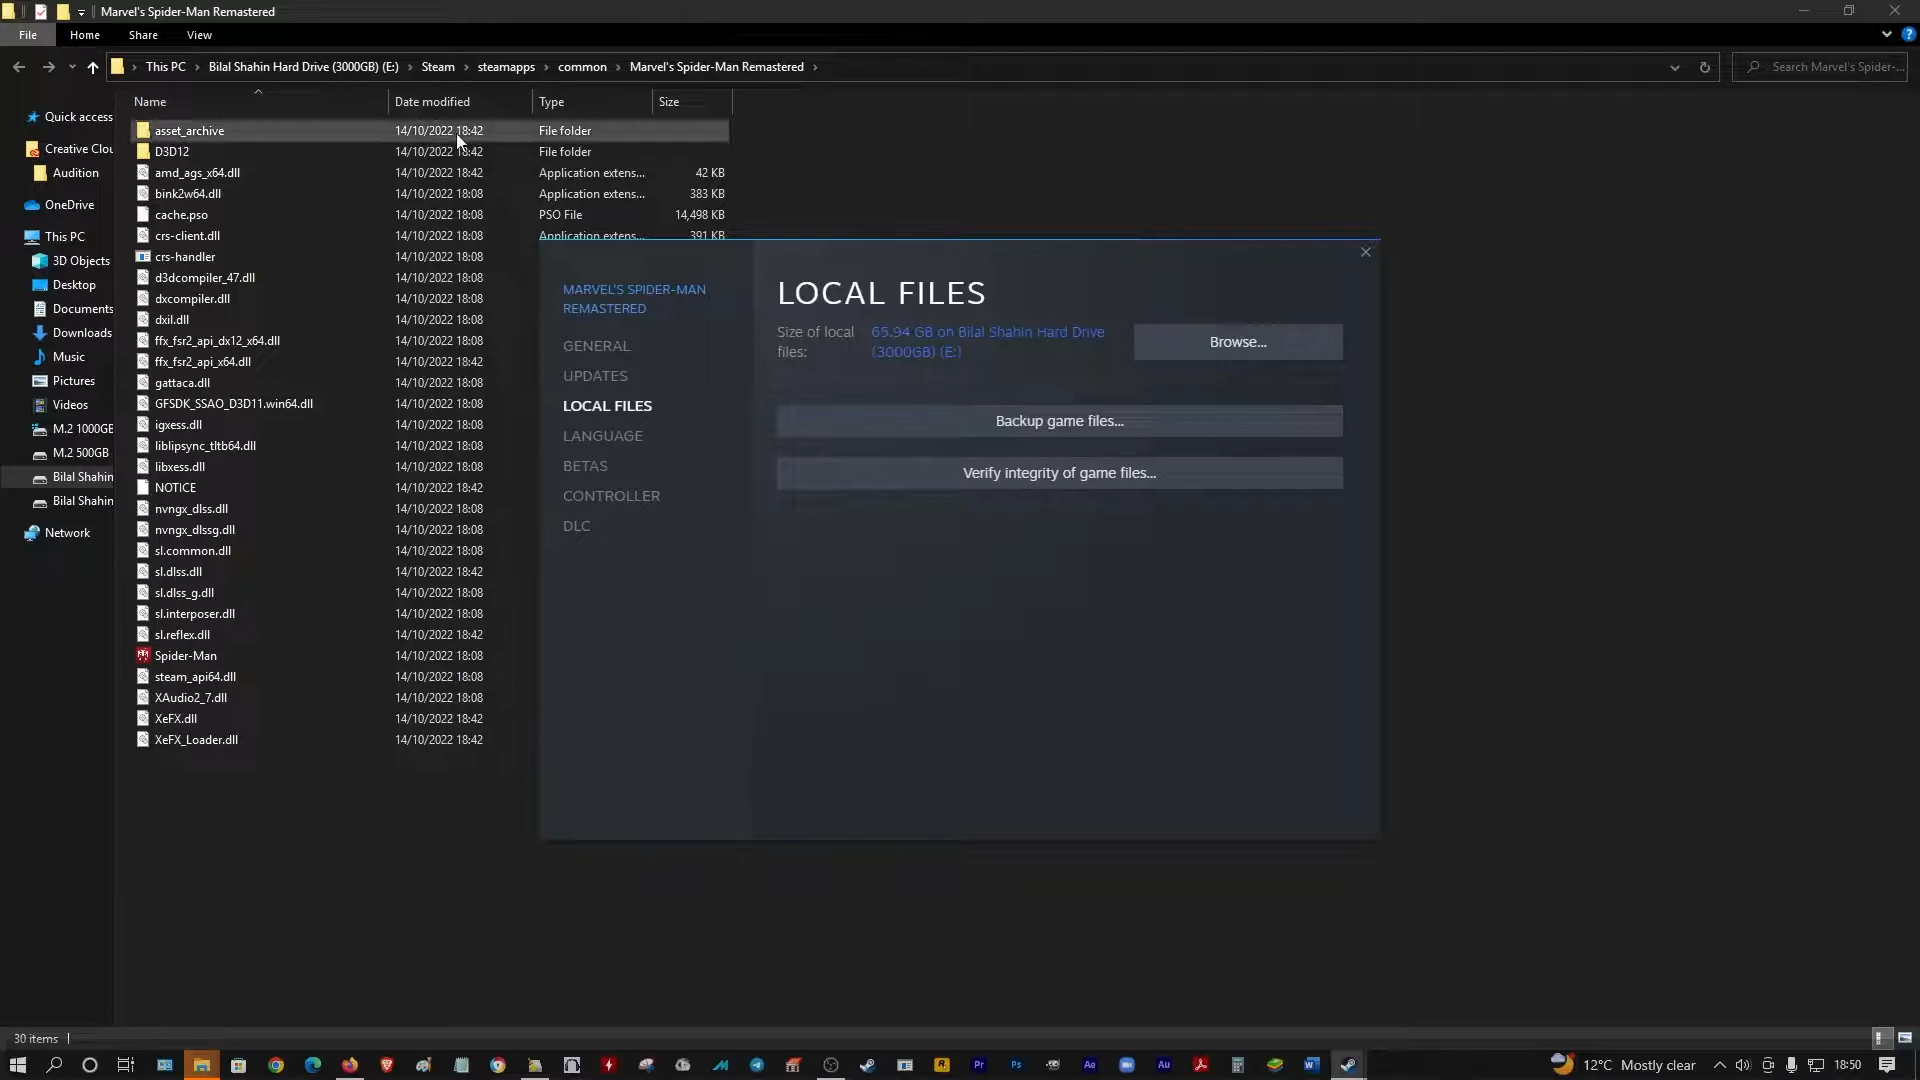 Marvel's Spider-Man Remastered
File Home Share View
This PC Bilal Shahin Hard Drive (3000GB) (E:) Steam steamapps common Marvel's Spider-Man Remastered
Search Marvel's Spider-...
Name Date modified Type Size
Quick access
Creative Clou
Audition
OneDrive
This PC
3D Objects
Desktop
Documents
Downloads
Music
Pictures
Videos
M.2 1000GB
M.2 500GB
Bilal Shahin
Bilal Shahin
Network
asset_archive 14/10/2022 18:42 File folder
D3D12 14/10/2022 18:42 File folder
amd_ags_x64.dll 14/10/2022 18:42 Application extens... 42 KB
bink2w64.dll 14/10/2022 18:08 Application extens... 383 KB
cache.pso 14/10/2022 18:08 PSO File 14,498 KB
crs-client.dll 14/10/2022 18:08 Application extens... 391 KB
crs-handler 14/10/2022 18:08
d3dcompiler_47.dll 14/10/2022 18:08
dxcompiler.dll 14/10/2022 18:08
dxil.dll 14/10/2022 18:08
ffx_fsr2_api_dx12_x64.dll 14/10/2022 18:08
ffx_fsr2_api_x64.dll 14/10/2022 18:42
gattaca.dll 14/10/2022 18:08
GFSDK_SSAO_D3D11.win64.dll 14/10/2022 18:08
igxess.dll 14/10/2022 18:08
liblipsync_tltb64.dll 14/10/2022 18:08
libxess.dll 14/10/2022 18:08
NOTICE 14/10/2022 18:42
nvngx_dlss.dll 14/10/2022 18:08
nvngx_dlssg.dll 14/10/2022 18:08
sl.common.dll 14/10/2022 18:08
sl.dlss.dll 14/10/2022 18:42
sl.dlss_g.dll 14/10/2022 18:08
sl.interposer.dll 14/10/2022 18:08
sl.reflex.dll 14/10/2022 18:42
Spider-Man 14/10/2022 18:08
steam_api64.dll 14/10/2022 18:08
XAudio2_7.dll 14/10/2022 18:08
XeFX.dll 14/10/2022 18:42
XeFX_Loader.dll 14/10/2022 18:42
MARVEL'S SPIDER-MAN
REMASTERED
GENERAL
UPDATES
LOCAL FILES
LANGUAGE
BETAS
CONTROLLER
DLC
LOCAL FILES
Size of local
files:
65.94 GB on Bilal Shahin Hard Drive
(3000GB) (E:)
Browse...
Backup game files...
Verify integrity of game files...
30 items
Pr Ps Ae Au
12°C Mostly clear 18:50